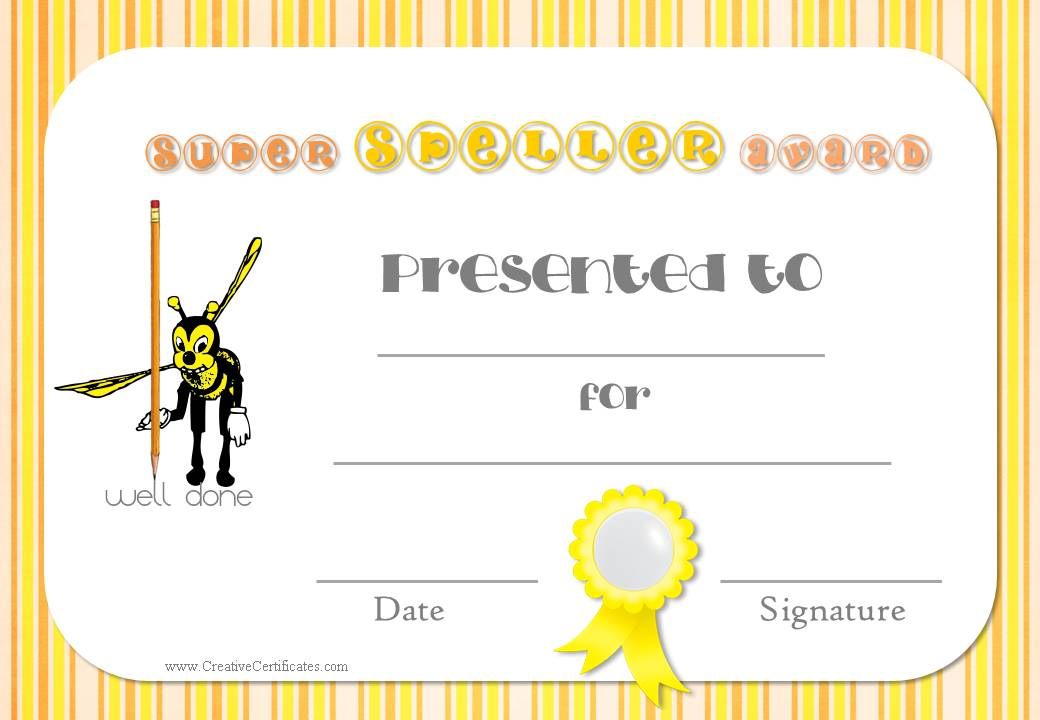 Super Speller award
Presented to
for
well done
Date
Signature
www.CreativeCertificates.com